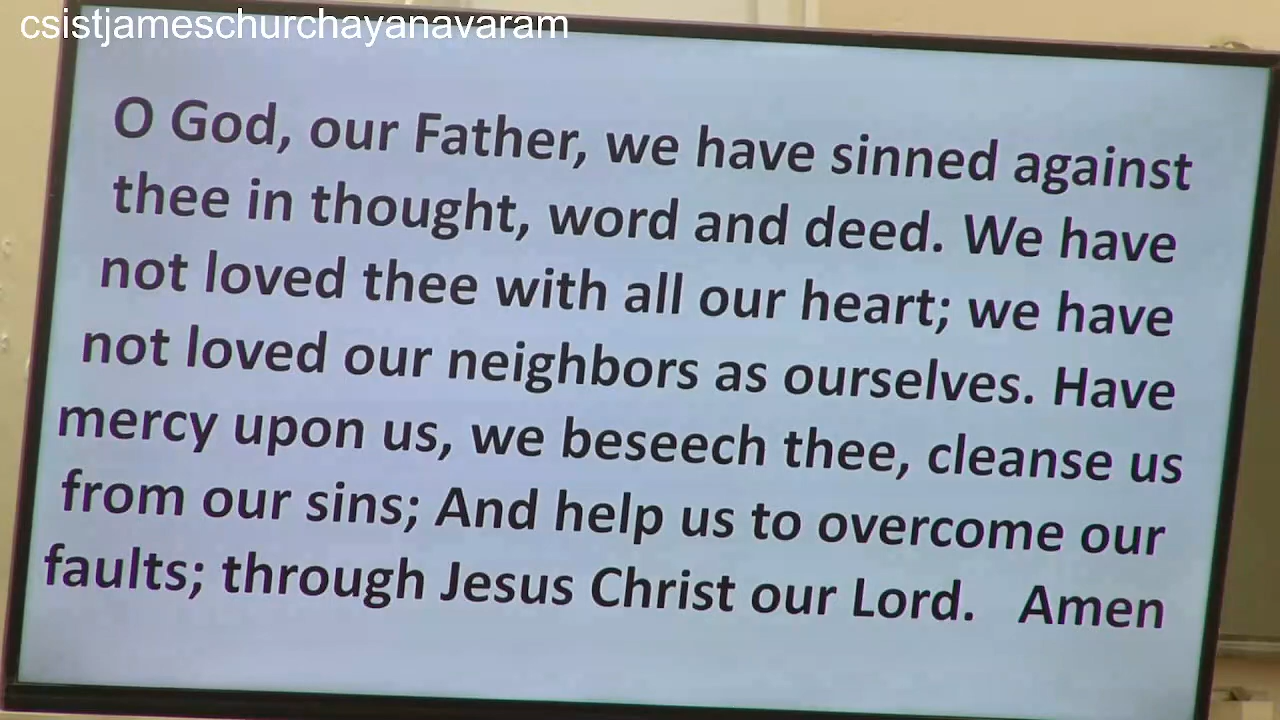 csistjameschurchayanavaram
O God, our Father, we have sinned against
thee in thought, word and deed. We have
not loved thee with all our heart; we have
not loved our neighbors as ourselves. Have
mercy upon us, we beseech thee, cleanse us
from our sins; And help us to overcome our
faults; through Jesus Christ our Lord. Amen